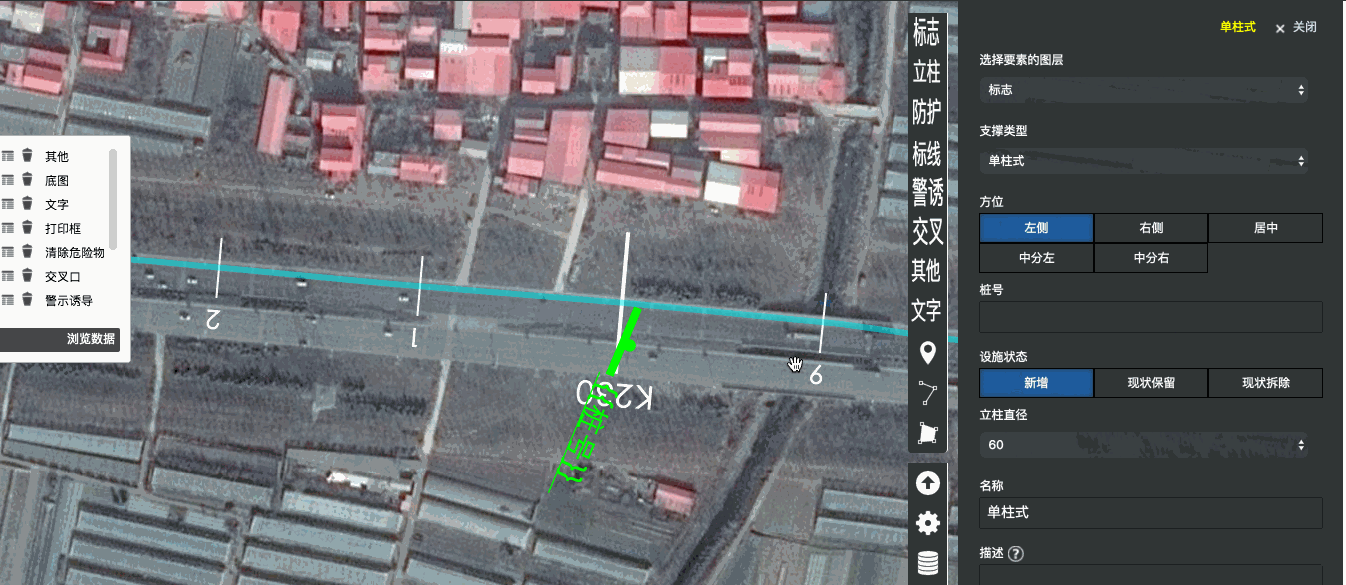 其他
底图
文字
打印框
清除危险物
交叉口
警示诱导
浏览数据
2
1
K230
9
{{桩号}}
标志
立柱
防护
标线
警诱
交叉
其他
文字
单柱式
× 关闭
选择要素的图层
标志
支撑类型
单柱式
方位
左侧 右侧 居中
中分左 中分右
桩号
设施状态
新增 现状保留 现状拆除
立柱直径
60
名称
单柱式
描述 ?